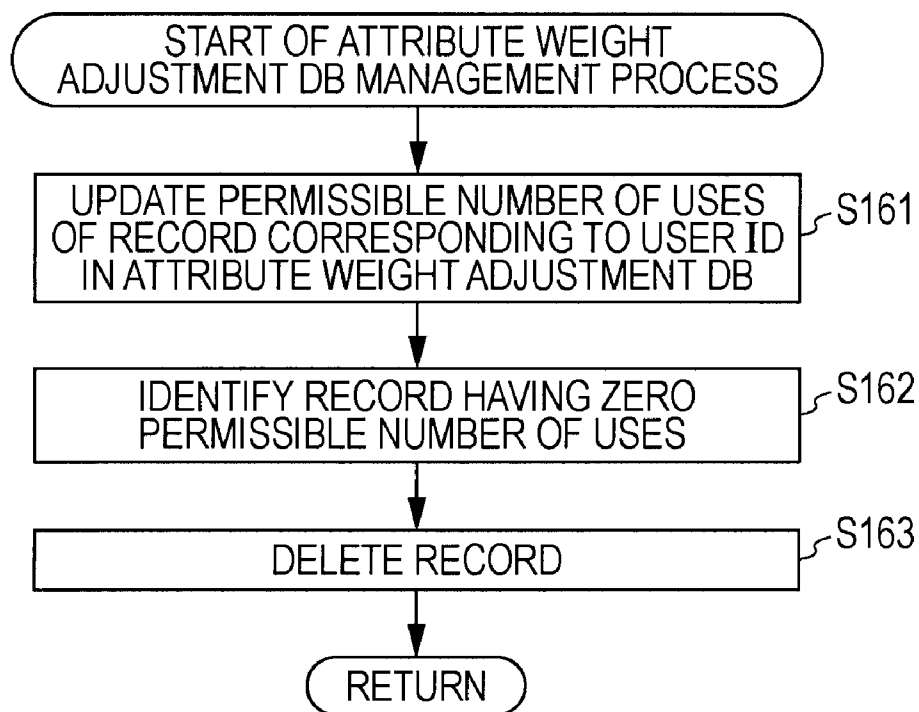 START OF ATTRIBUTE WEIGHT
ADJUSTMENT DB MANAGEMENT PROCESS
UPDATE PERMISSIBLE NUMBER OF USES
OF RECORD CORRESPONDING TO USER ID
IN ATTRIBUTE WEIGHT ADJUSTMENT DB
S161
IDENTIFY RECORD HAVING ZERO
PERMISSIBLE NUMBER OF USES
S162
DELETE RECORD
S163
RETURN